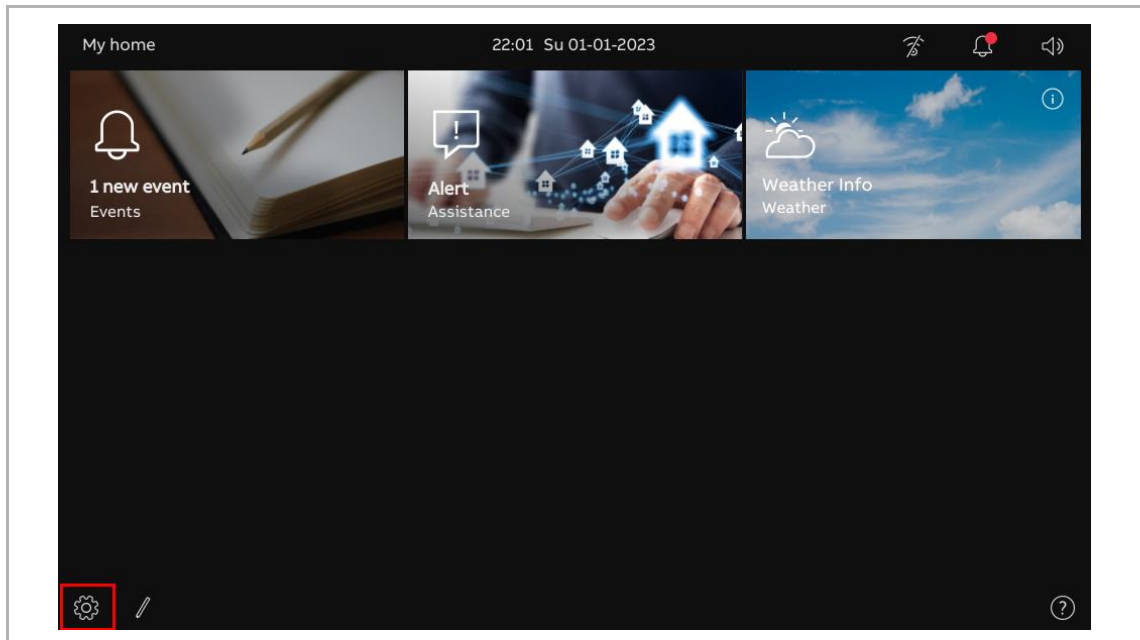 My home
22:01 Su 01-01-2023
1 new event
Events
Alert
Assistance
Weather Info
Weather